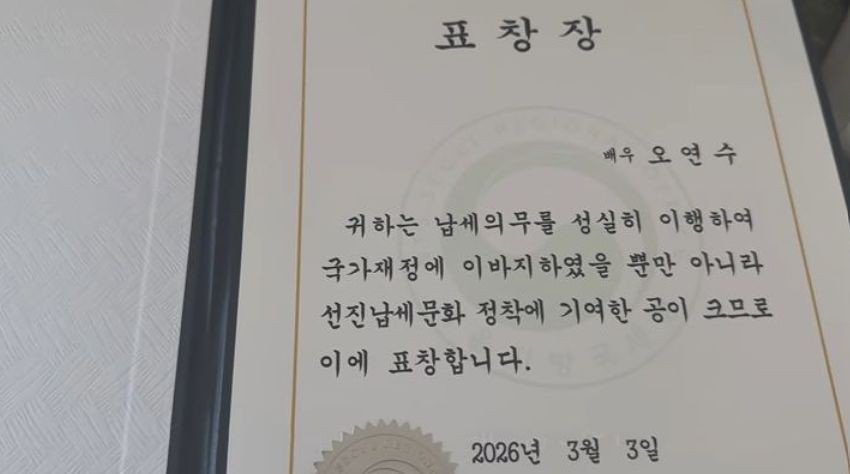 표창장
배우 오연수
귀하는 납세의무를 성실히 이행하여
국가재정에 이바지하였을 뿐만 아니라
선진납세문화 정착에 기여한 공이 크므로
이에 표창합니다.
2026년 3월 3일